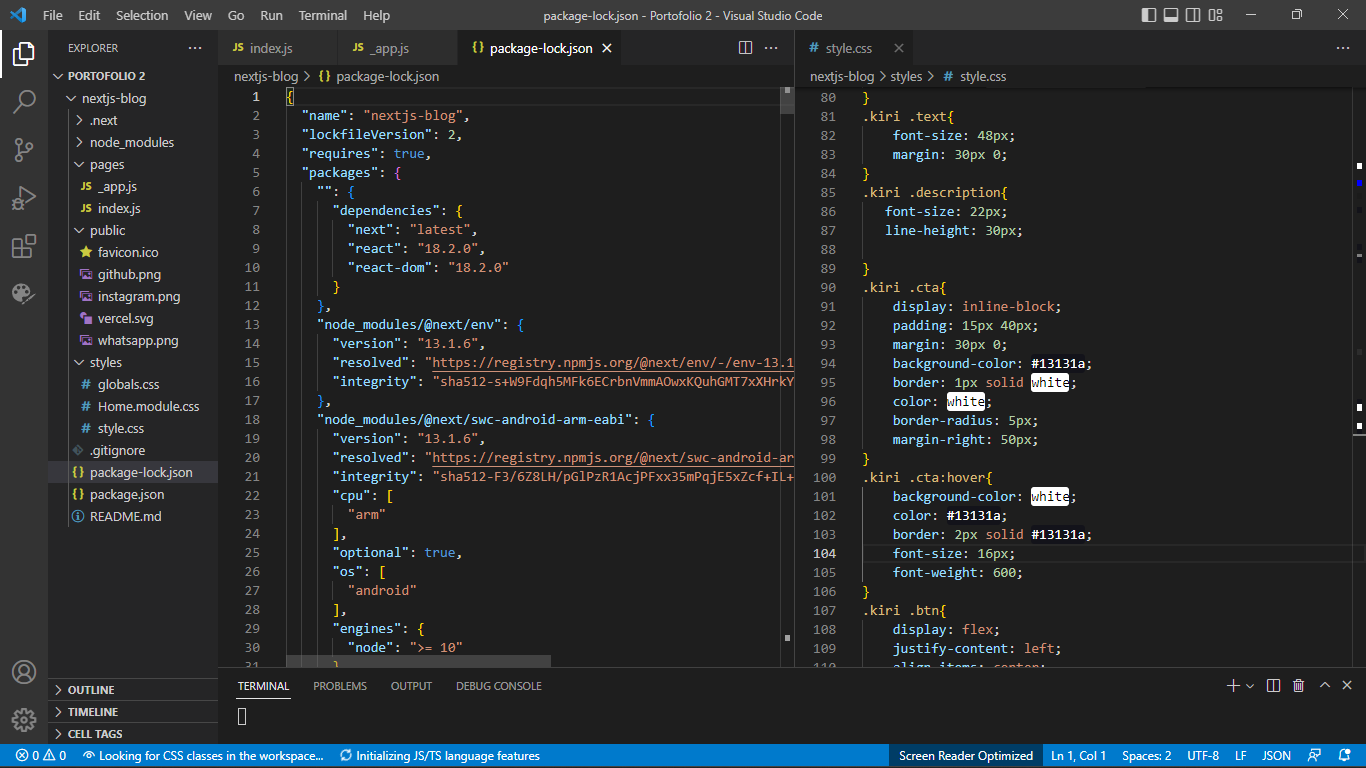 File Edit Selection View Go Run Terminal Help
package-lock.json - Portofolio 2 - Visual Studio Code
EXPLORER
PORTOFOLIO 2
nextjs-blog
.next
node_modules
pages
JS _app.js
JS index.js
public
favicon.ico
github.png
instagram.png
vercel.svg
whatsapp.png
styles
# globals.css
# Home.module.css
# style.css
.gitignore
{} package-lock.json
{} package.json
README.md
OUTLINE
TIMELINE
CELL TAGS
JS index.js
JS _app.js
{} package-lock.json
nextjs-blog > {} package-lock.json
1 {
2 "name": "nextjs-blog",
3 "lockfileVersion": 2,
4 "requires": true,
5 "packages": {
6 "": {
7 "dependencies": {
8 "next": "latest",
9 "react": "18.2.0",
10 "react-dom": "18.2.0"
11 }
12 },
13 "node_modules/@next/env": {
14 "version": "13.1.6",
15 "resolved": "https://registry.npmjs.org/@next/env/-/env-13.1
16 "integrity": "sha512-s+W9Fdqh5MFk6ECrbnVmmAOwxKQuhGMT7xXHrkY
17 },
18 "node_modules/@next/swc-android-arm-eabi": {
19 "version": "13.1.6",
20 "resolved": "https://registry.npmjs.org/@next/swc-android-ar
21 "integrity": "sha512-F3/6Z8LH/pGlPzR1AcjPFxx35mPqjE5xZcf+IL+
22 "cpu": [
23 "arm"
24 ],
25 "optional": true,
26 "os": [
27 "android"
28 ],
29 "engines": {
30 "node": ">= 10"
31 }
# style.css
nextjs-blog > styles > # style.css
80 }
81 .kiri .text{
82 font-size: 48px;
83 margin: 30px 0;
84 }
85 .kiri .description{
86 font-size: 22px;
87 line-height: 30px;
88
89 }
90 .kiri .cta{
91 display: inline-block;
92 padding: 15px 40px;
93 margin: 30px 0;
94 background-color: #13131a;
95 border: 1px solid white;
96 color: white;
97 border-radius: 5px;
98 margin-right: 50px;
99 }
100 .kiri .cta:hover{
101 background-color: white;
102 color: #13131a;
103 border: 2px solid #13131a;
104 font-size: 16px;
105 font-weight: 600;
106 }
107 .kiri .btn{
108 display: flex;
109 justify-content: left;
110 align-items: center;
TERMINAL PROBLEMS OUTPUT DEBUG CONSOLE
0 0 Looking for CSS classes in the workspace... Initializing JS/TS language features
Screen Reader Optimized Ln 1, Col 1 Spaces: 2 UTF-8 LF JSON